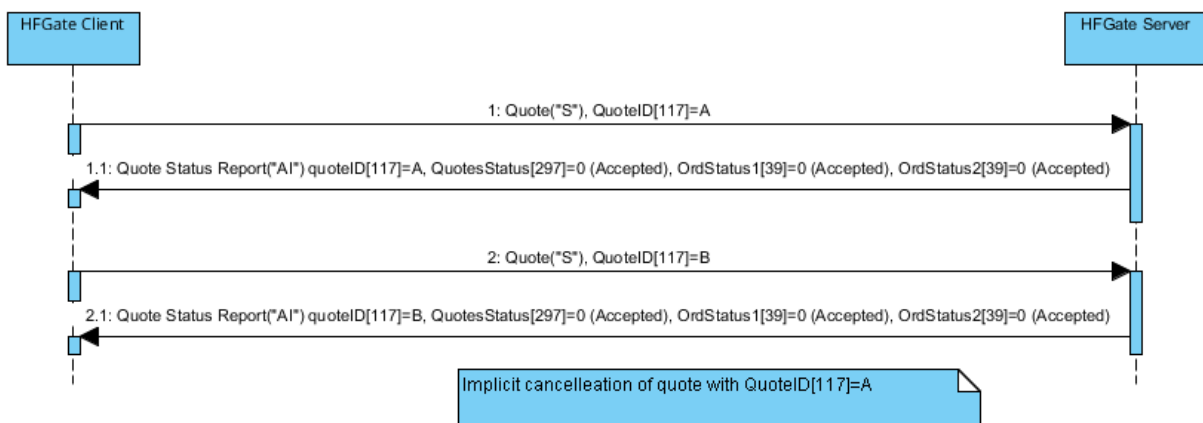 HFGate Client
HFGate Server
1: Quote("S"), QuoteID[117]=A
1.1: Quote Status Report("AI") quoteID[117]=A, QuotesStatus[297]=0 (Accepted), OrdStatus1[39]=0 (Accepted), OrdStatus2[39]=0 (Accepted)
2: Quote("S"), QuoteID[117]=B
2.1: Quote Status Report("AI") quoteID[117]=B, QuotesStatus[297]=0 (Accepted), OrdStatus1[39]=0 (Accepted), OrdStatus2[39]=0 (Accepted)
Implicit cancelleation of quote with QuoteID[117]=A